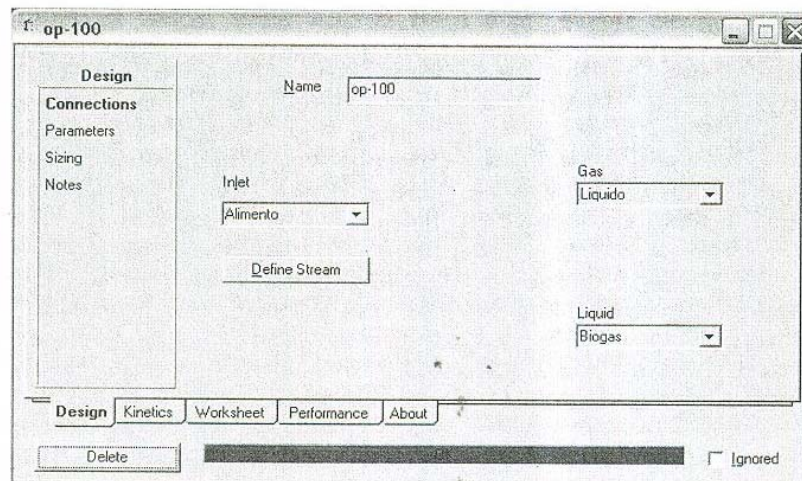 op-100
Design
Connections
Parameters
Sizing
Notes
Name
op-100
Inlet
Alimento
Define Stream
Gas
Liquido
Liquid
Biogas
Design
Kinetics
Worksheet
Performance
About
Delete
Ignored